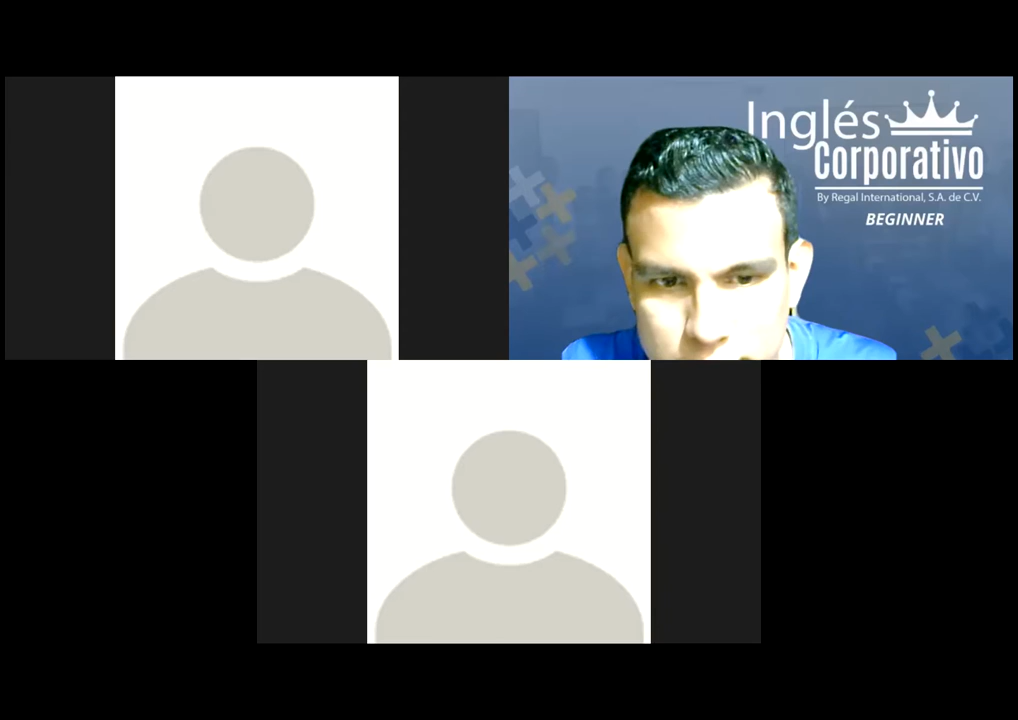 Inglés
Corporativo
By Regal International, S.A. de C.V.
BEGINNER